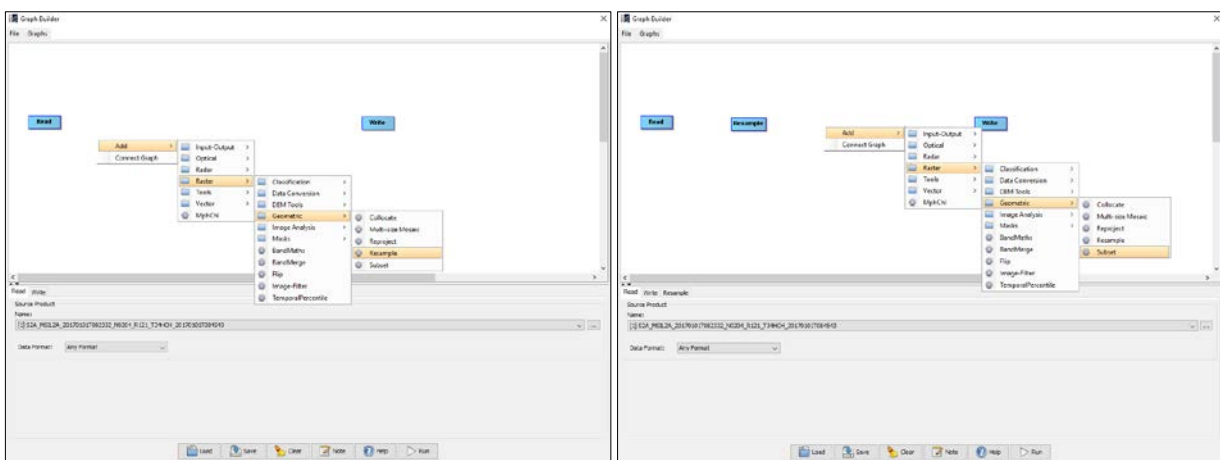 Graph Builder
File Graphs
Read
Write
Add
Connect Graph
Input-Output
Optical
Radar
Raster
Tools
Vector
MphChl
Classification
Data Conversion
DEM Tools
Geometric
Image Analysis
Masks
BandMaths
BandMerge
Flip
Image-Filter
TemporalPercentile
Collocate
Multi-size Mosaic
Reproject
Resample
Subset
Read Write
Source Product
Name:
Data Format: Any Format
Load Save Clear Note Help Run
Graph Builder
File Graphs
Read
Resample
Write
Add
Connect Graph
Input-Output
Optical
Radar
Raster
Tools
Vector
MphChl
Classification
Data Conversion
DEM Tools
Geometric
Image Analysis
Masks
BandMaths
BandMerge
Flip
Image-Filter
TemporalPercentile
Collocate
Multi-size Mosaic
Reproject
Resample
Subset
Read Write Resample
Source Product
Name:
Data Format: Any Format
Load Save Clear Note Help Run